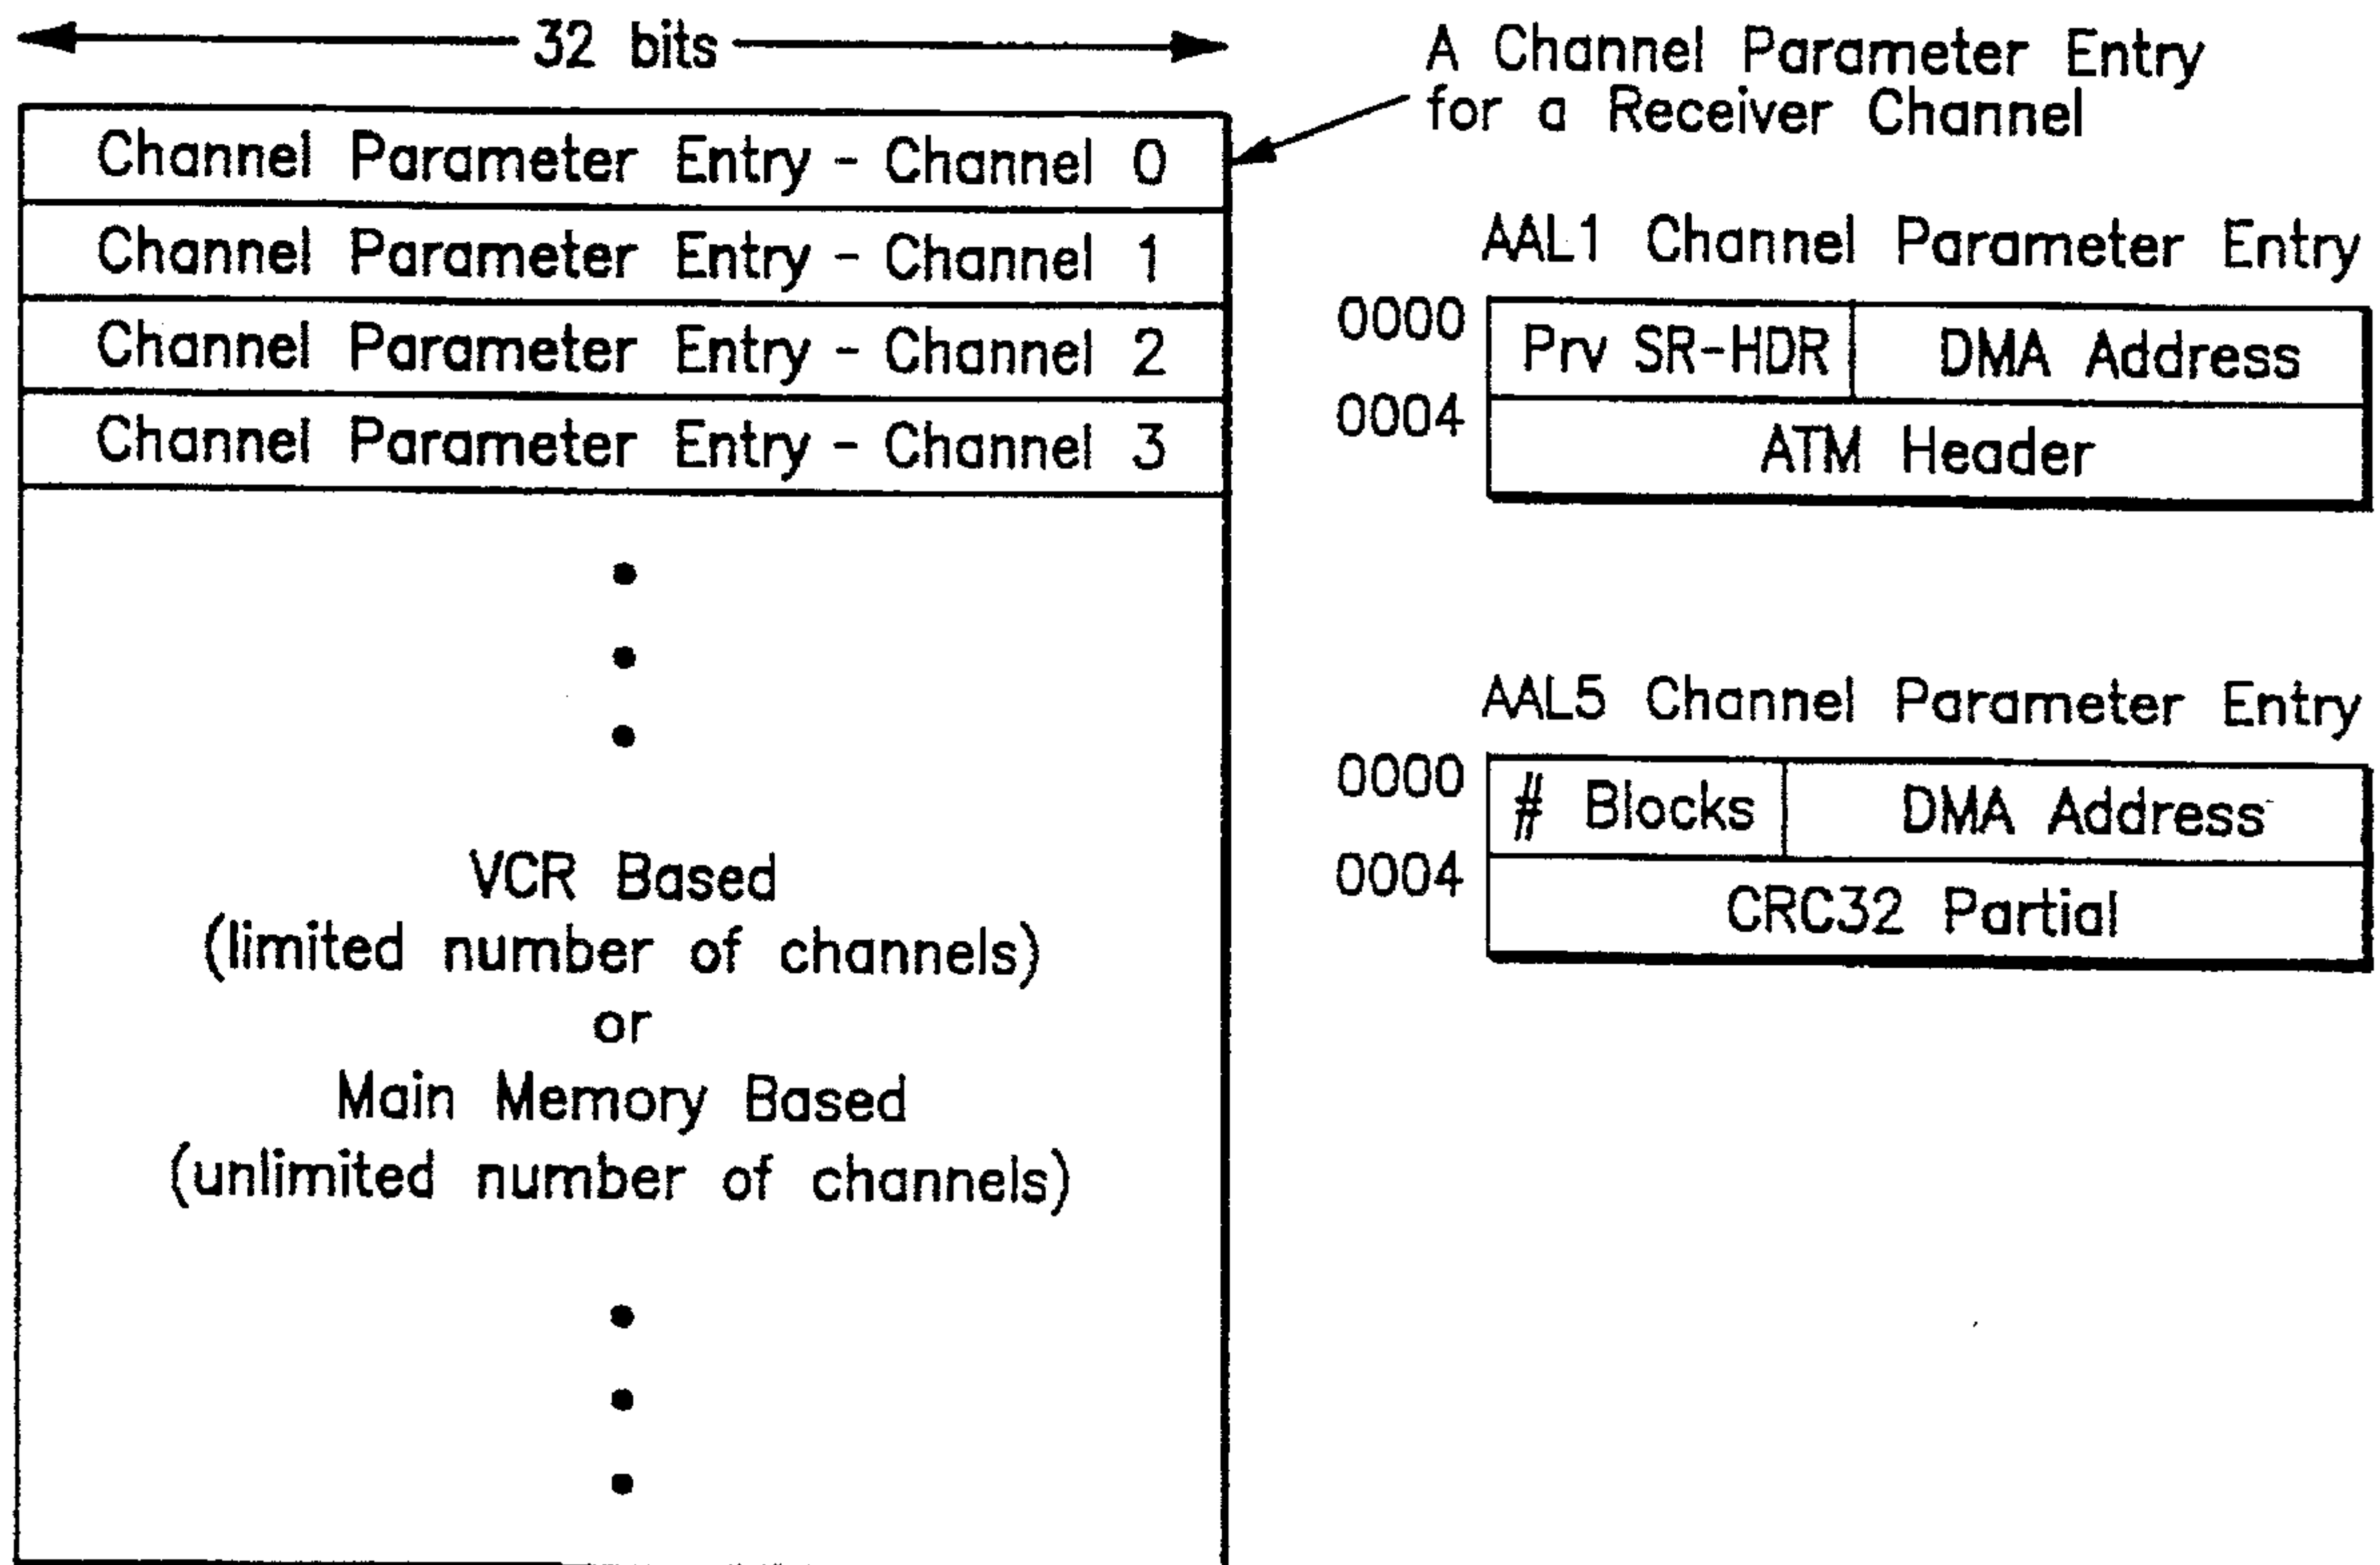 32 bits
Channel Parameter Entry - Channel 0
Channel Parameter Entry - Channel 1
Channel Parameter Entry - Channel 2
Channel Parameter Entry - Channel 3
VCR Based
(limited number of channels)
or
Main Memory Based
(unlimited number of channels)
A Channel Parameter Entry
for a Receiver Channel
AAL1 Channel Parameter Entry
0000 Prv SR-HDR DMA Address
0004 ATM Header
AAL5 Channel Parameter Entry
0000 # Blocks DMA Address
0004 CRC32 Partial